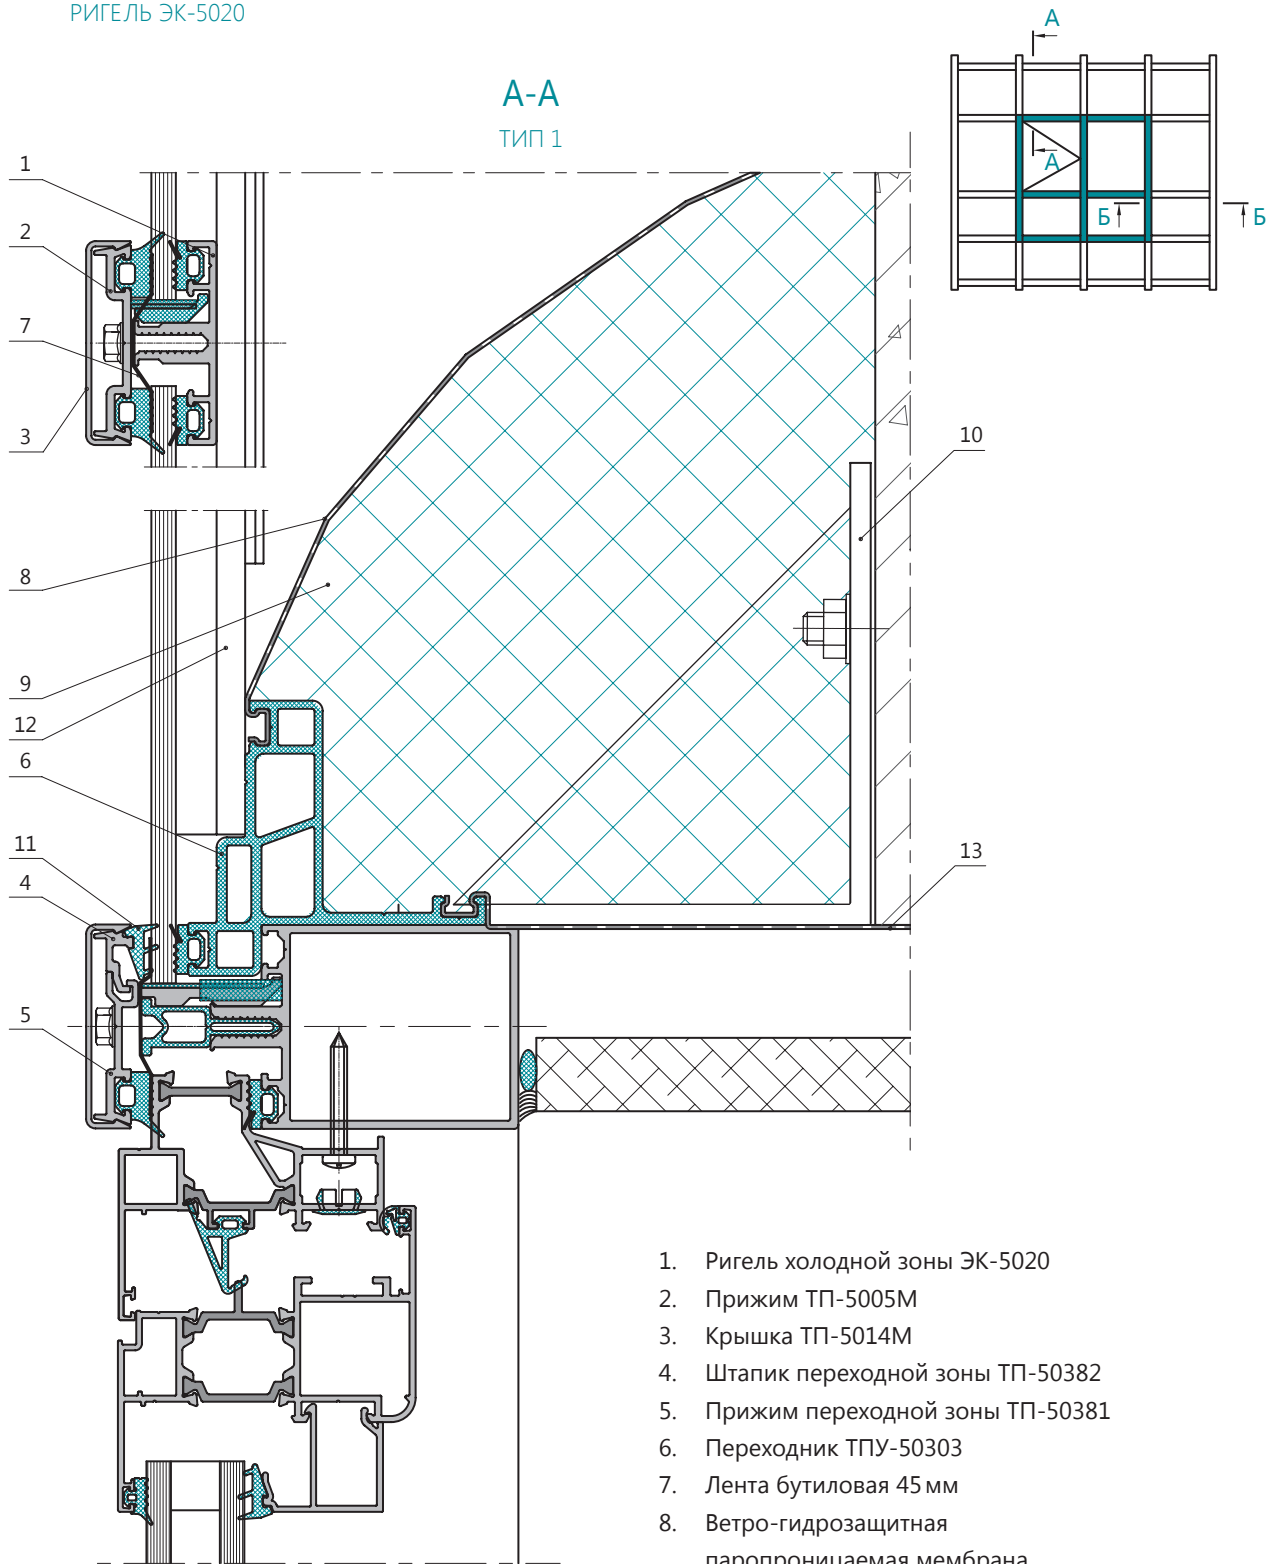 РИГЕЛЬ ЭК-5020
А-А
ТИП 1
А
А
Б
Б
1
2
7
3
8
9
12
6
11
4
5
10
13
1. Ригель холодной зоны ЭК-5020
2. Прижим ТП-5005М
3. Крышка ТП-5014М
4. Штапик переходной зоны ТП-50382
5. Прижим переходной зоны ТП-50381
6. Переходник ТПУ-50303
7. Лента бутиловая 45 мм
8. Ветро-гидрозащитная
паропроницаемая мембрана